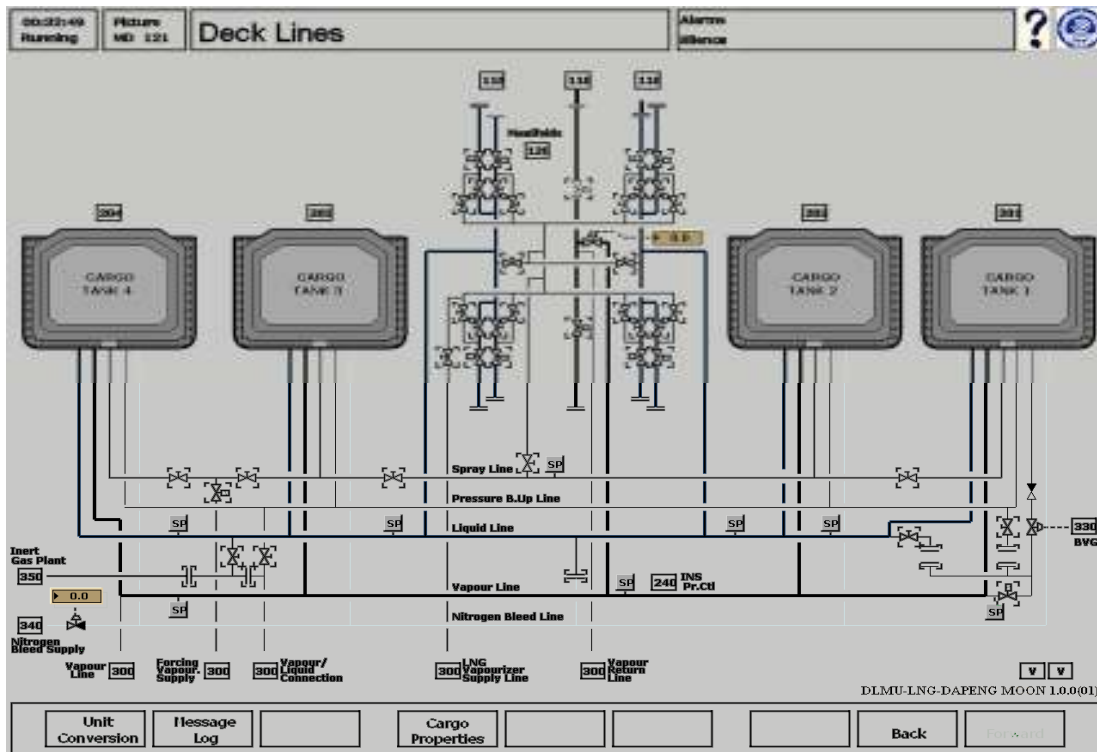 00:22:49
Running
Picture
MD 121
Deck Lines
Alarms
Silence
?
110
110
110
Manifolds
120
204
203
202
201
0.0
CARGO
TANK 4
CARGO
TANK 3
CARGO
TANK 2
CARGO
TANK 1
Spray Line
SP
Pressure B.Up Line
SP
SP
Liquid Line
SP
SP
330
BVG
Inert
Gas Plant
350
Vapour Line
SP
240
INS
Pr.Ctl
0.0
SP
SP
Nitrogen Bleed Line
340
Nitrogen
Bleed Supply
Vapour
Line
300
Forcing
Vapour.
Supply
300
300
Vapour/
Liquid
Connection
300
LNG
Vapourizer
Supply Line
300
Vapour
Return
Line
V
V
DLMU-LNG-DAPENG MOON 1.0.0(01)
Unit
Conversion
Message
Log
Cargo
Properties
Back
Forward